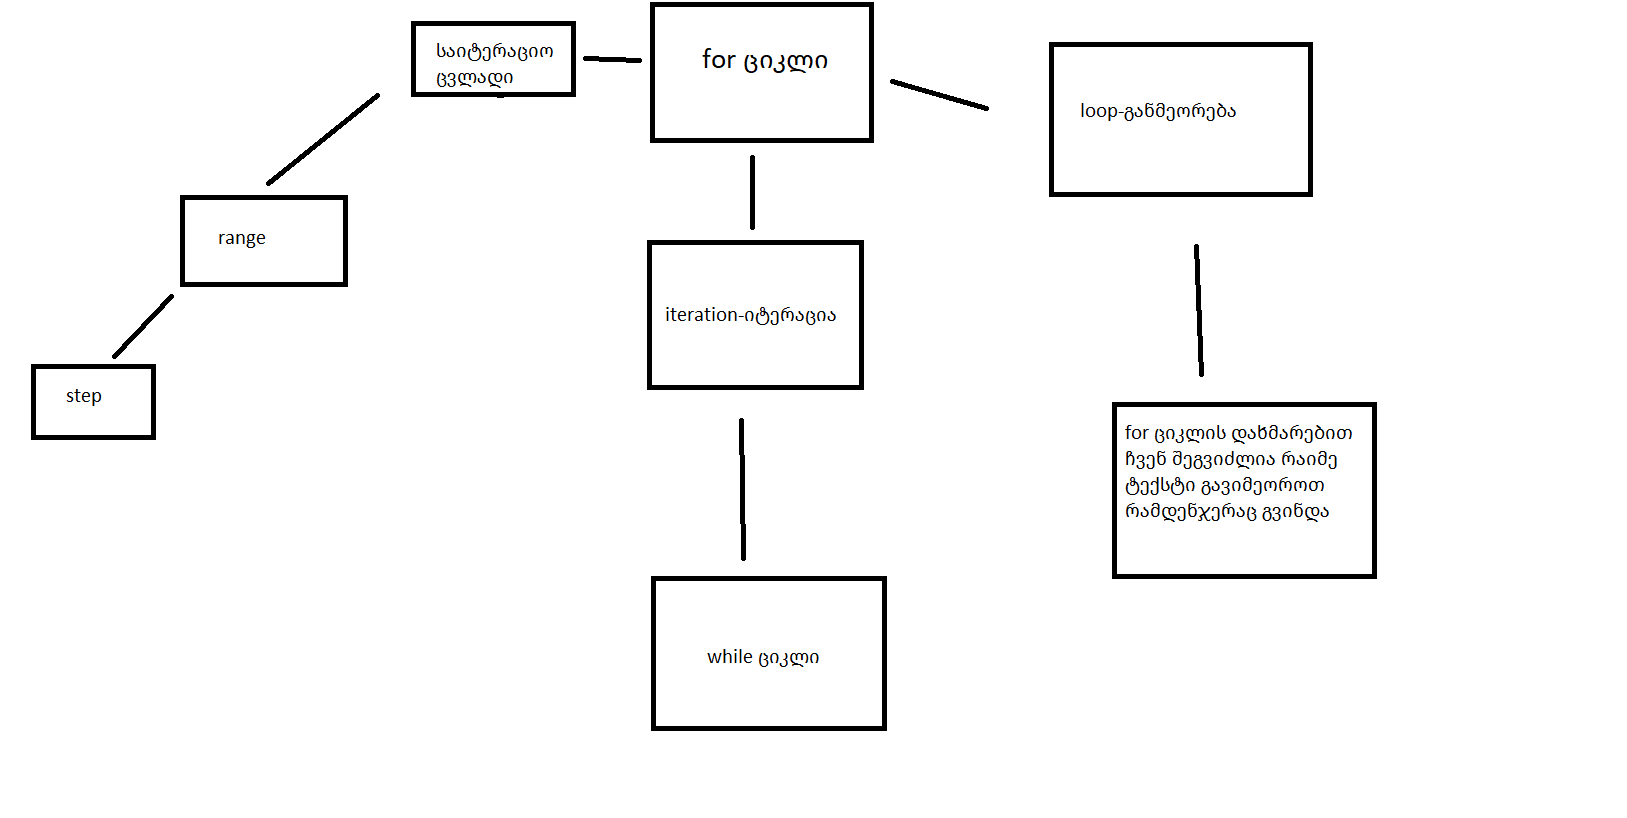 საიტერაციო
ცვლადი
for ციკლი
loop-განმეორება
range
iteration-იტერაცია
step
for ციკლის დახმარებით
ჩვენ შეგვიძლია რაიმე
ტექსტი გავიმეოროთ
რამდენჯერაც გვინდა
while ციკლი